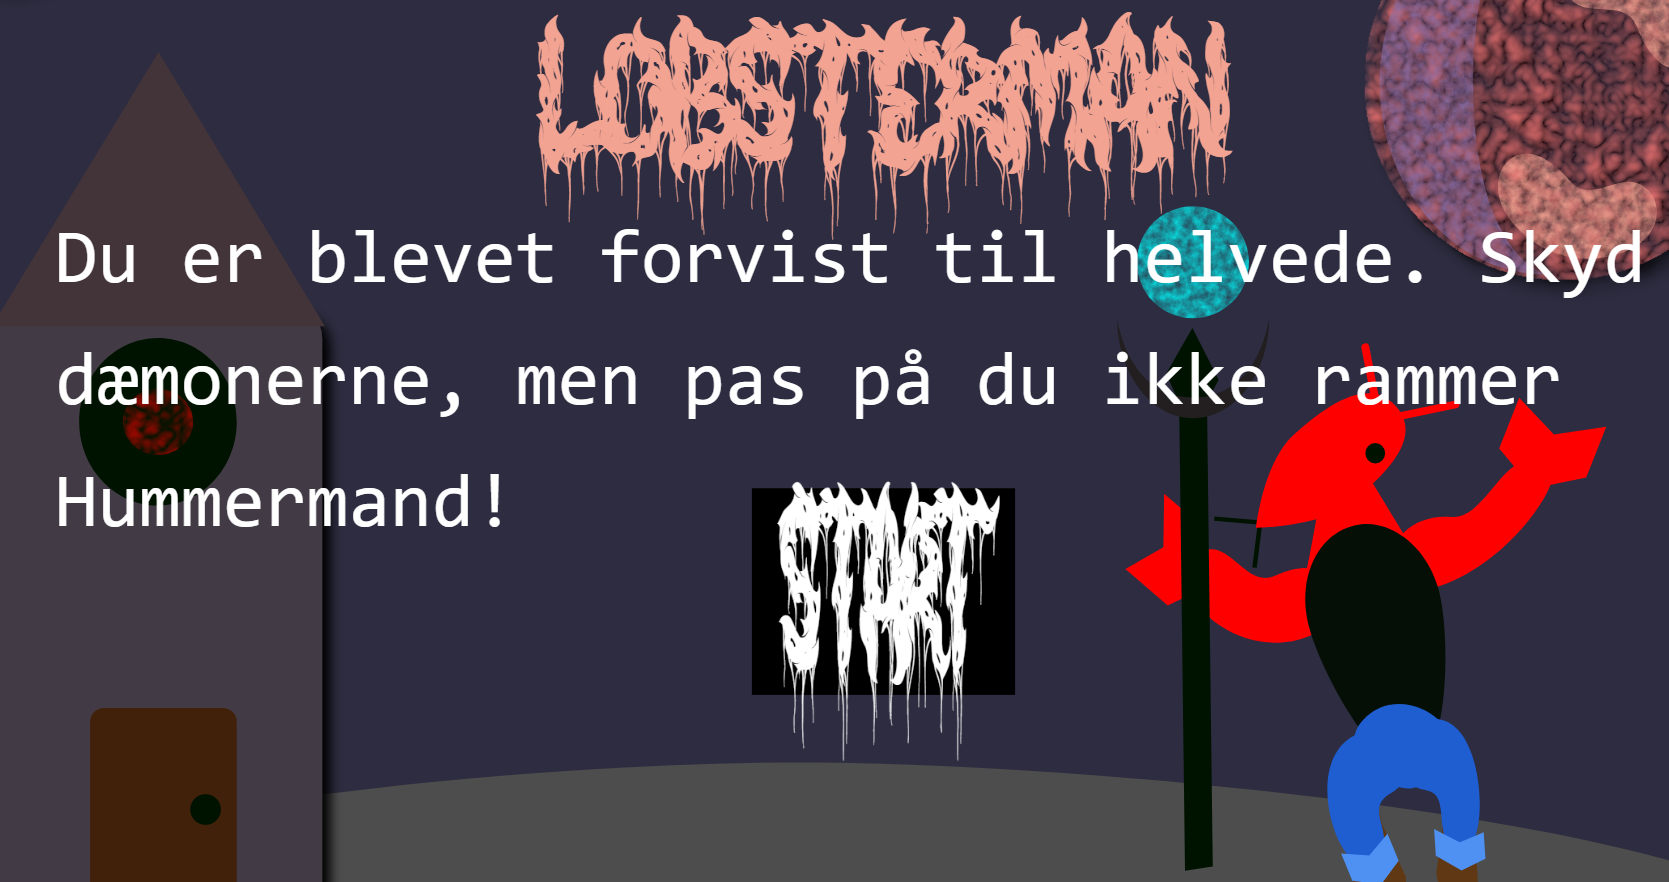 LOBSTERMAN
Du er blevet forvist til helvede. Skyd
dæmonerne, men pas på du ikke rammer
Hummermand!
START